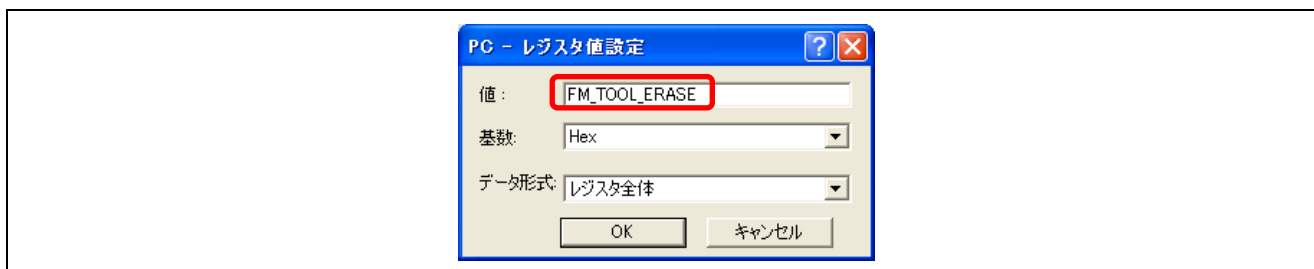 PC - レジスタ値設定
値 : FM_TOOL_ERASE
基数: Hex
データ形式: レジスタ全体
OK キャンセル